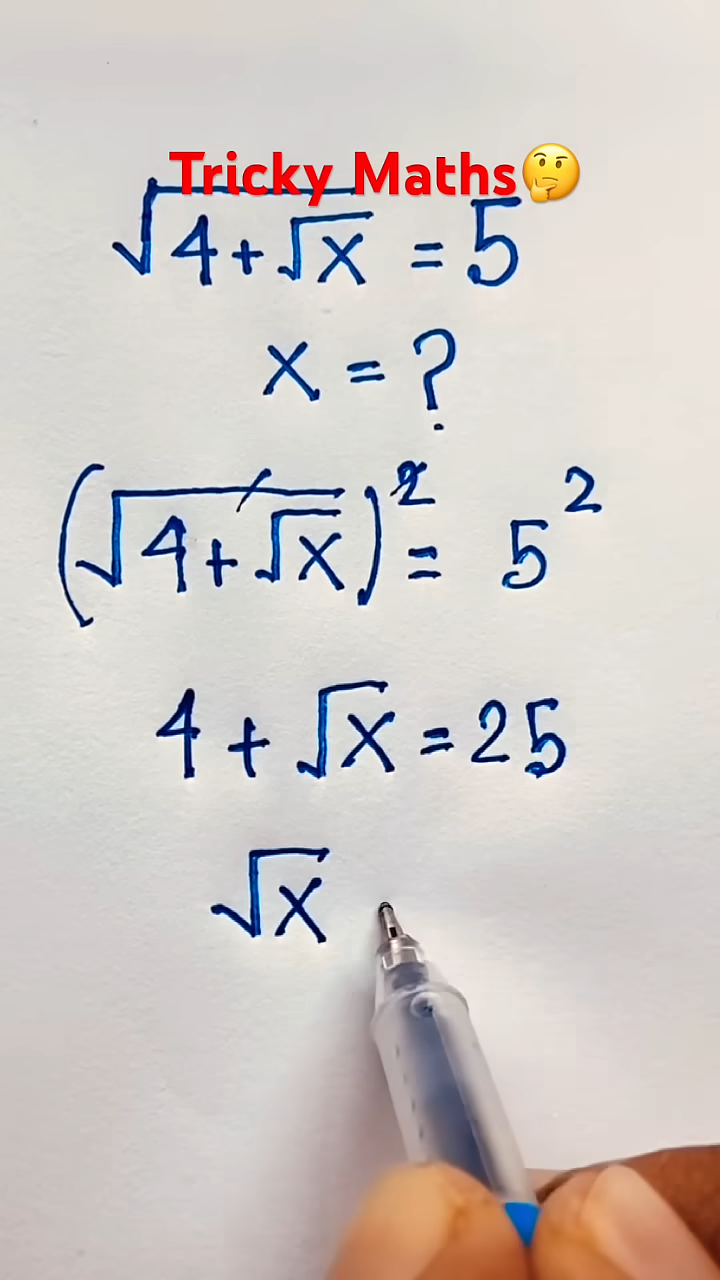 Tricky Maths🤔
√(4+√x) = 5
x = ?
(√(4+√x))² = 5²
4 + √x = 25
√x